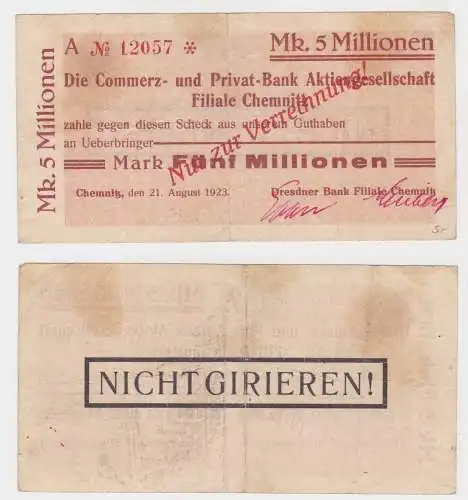 A № 12057 *
Mk. 5 Millionen
Mk. 5 Millionen
Die Commerz- und Privat-Bank Aktiengesellschaft
Filiale Chemnitz
zahle gegen diesen Scheck aus unserem Guthaben
an Ueberbringer
Mark Fünf Millionen
Nur zur Verrechnung!
Chemnitz, den 21. August 1923.
Dresdner Bank Filiale Chemnitz
NICHT GIRIEREN!